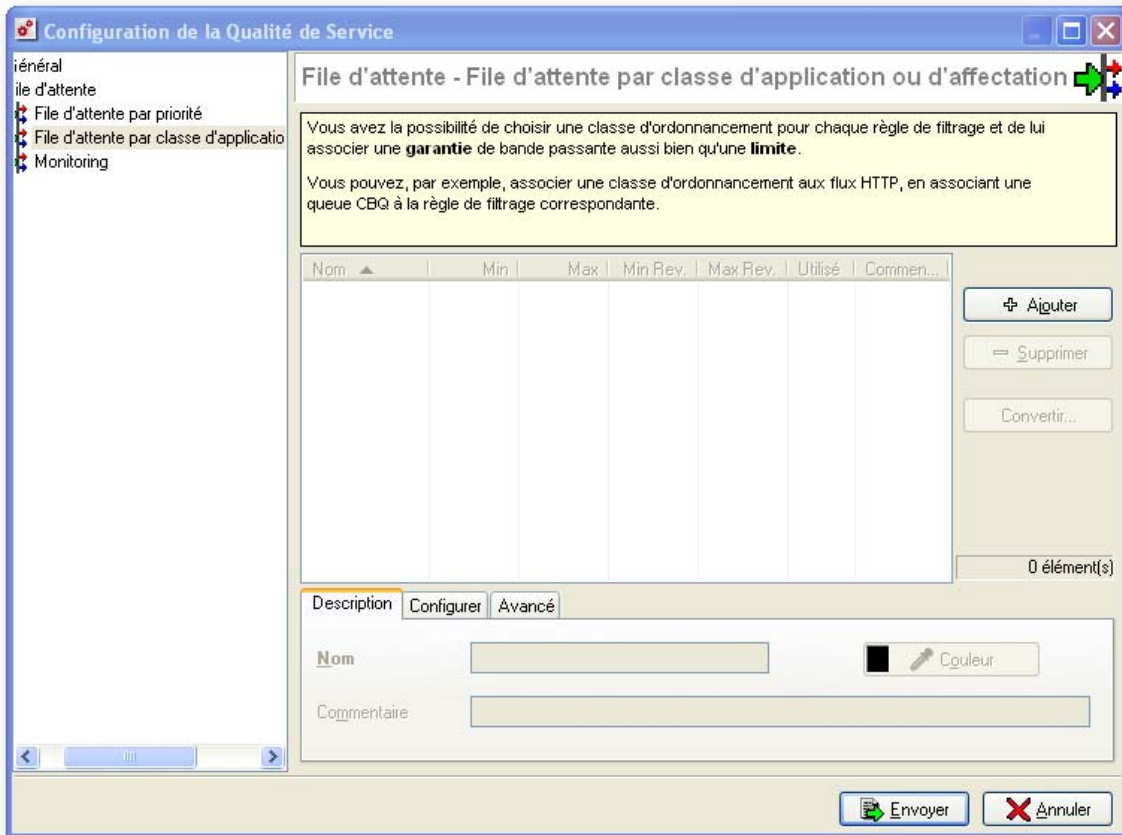 Configuration de la Qualité de Service
iénéral
ile d'attente
File d'attente par priorité
File d'attente par classe d'applicatio
Monitoring
File d'attente - File d'attente par classe d'application ou d'affectation
Vous avez la possibilité de choisir une classe d'ordonnancement pour chaque règle de filtrage et de lui
associer une garantie de bande passante aussi bien qu'une limite.
Vous pouvez, par exemple, associer une classe d'ordonnancement aux flux HTTP, en associant une
queue CBQ à la règle de filtrage correspondante.
Nom Min Max Min Rev. Max Rev. Utilisé Commen...
Ajouter
Supprimer
Convertir...
0 élément(s)
Description Configurer Avancé
Nom
Couleur
Commentaire
Envoyer Annuler